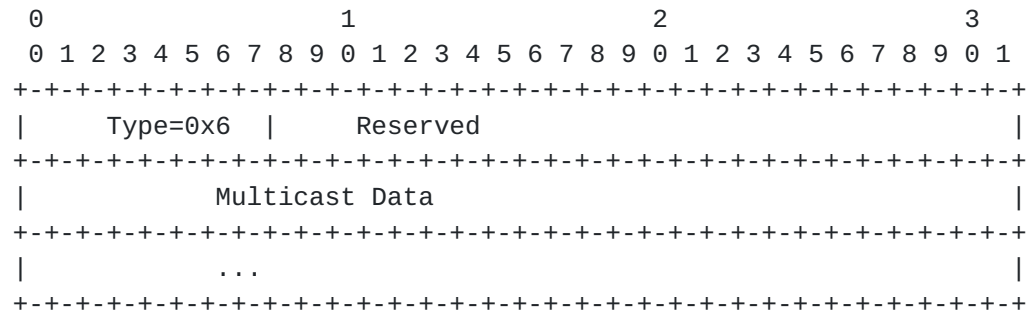 0                   1                   2                   3
 0 1 2 3 4 5 6 7 8 9 0 1 2 3 4 5 6 7 8 9 0 1 2 3 4 5 6 7 8 9 0 1
+-+-+-+-+-+-+-+-+-+-+-+-+-+-+-+-+-+-+-+-+-+-+-+-+-+-+-+-+-+-+-+-+
|     Type=0x6  |     Reserved                                  |
+-+-+-+-+-+-+-+-+-+-+-+-+-+-+-+-+-+-+-+-+-+-+-+-+-+-+-+-+-+-+-+-+
|            Multicast Data                                     |
+-+-+-+-+-+-+-+-+-+-+-+-+-+-+-+-+-+-+-+-+-+-+-+-+-+-+-+-+-+-+-+-+
|            ...                                                |
+-+-+-+-+-+-+-+-+-+-+-+-+-+-+-+-+-+-+-+-+-+-+-+-+-+-+-+-+-+-+-+-+